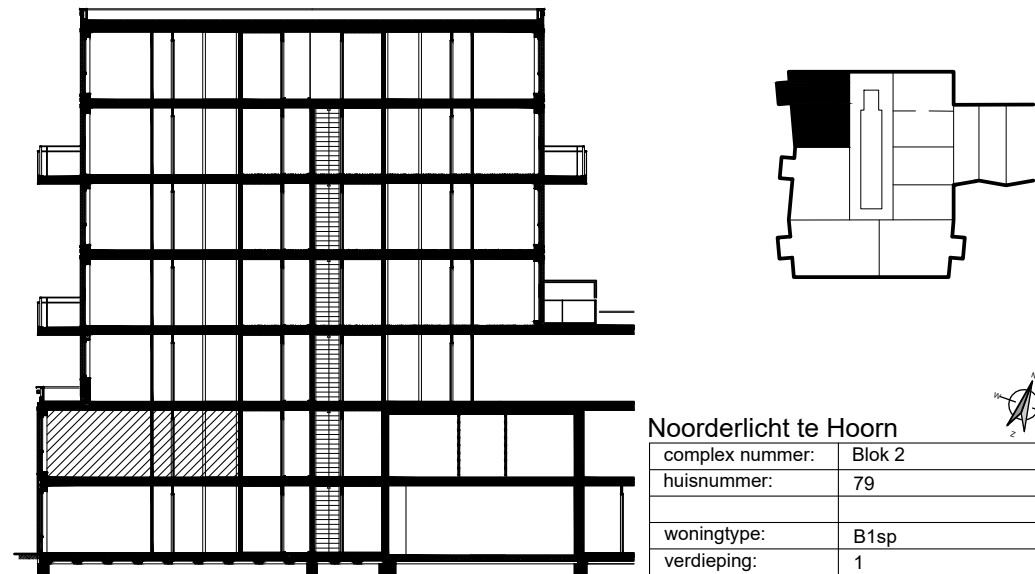 N
W
Z
Noorderlicht te Hoorn
complex nummer: Blok 2
huisnummer: 79
woningtype: B1sp
verdieping: 1